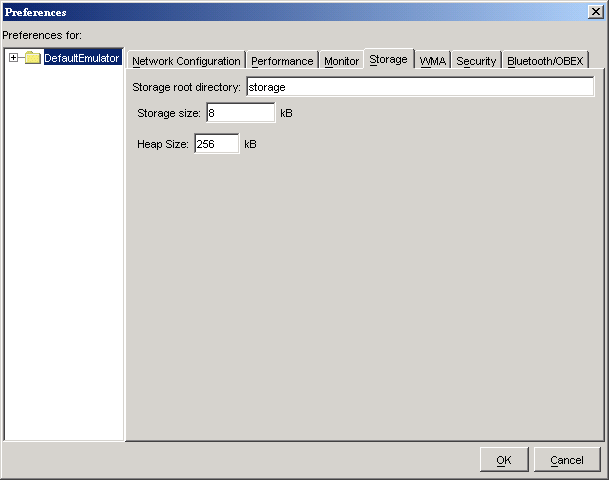 Preferences
Preferences for:
DefaultEmulator
Network Configuration Performance Monitor Storage WMA Security Bluetooth/OBEX
Storage root directory: storage
Storage size: 8 kB
Heap Size: 256 kB
OK Cancel